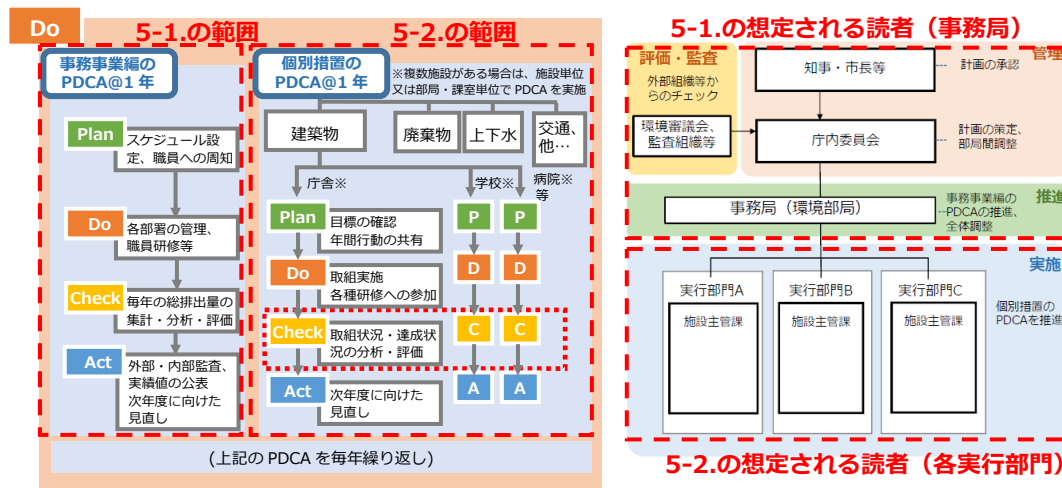 Do
5-1.の範囲
5-2.の範囲
事務事業編の
PDCA@1 年
個別措置の
PDCA@1 年
※複数施設がある場合は、施設単位
又は部局・課室単位で PDCA を実施
建築物
廃棄物
上下水
交通、
他…
庁舎※
学校※
病院※
等
Plan
スケジュール設
定、職員への周知
Do
各部署の管理、
職員研修等
Check
毎年の総排出量の
集計・分析・評価
Act
外部・内部監査、
実績値の公表
次年度に向けた
見直し
Plan
目標の確認
年間行動の共有
Do
取組実施
各種研修への参加
Check
取組状況・達成状
況の分析・評価
Act
次年度に向けた
見直し
P
P
D
D
C
C
A
A
(上記の PDCA を毎年繰り返し)
5-1.の想定される読者（事務局）
評価・監査
外部組織等か
らのチェック
環境審議会、
監査組織等
管理
知事・市長等
計画の承認
庁内委員会
計画の策定、
部局間調整
推進
事務局（環境部局）
事務事業編の
PDCAの推進、
全体調整
実施
実行部門A
実行部門B
実行部門C
施設主管課
施設主管課
施設主管課
個別措置の
PDCAを推進
5-2.の想定される読者（各実行部門）